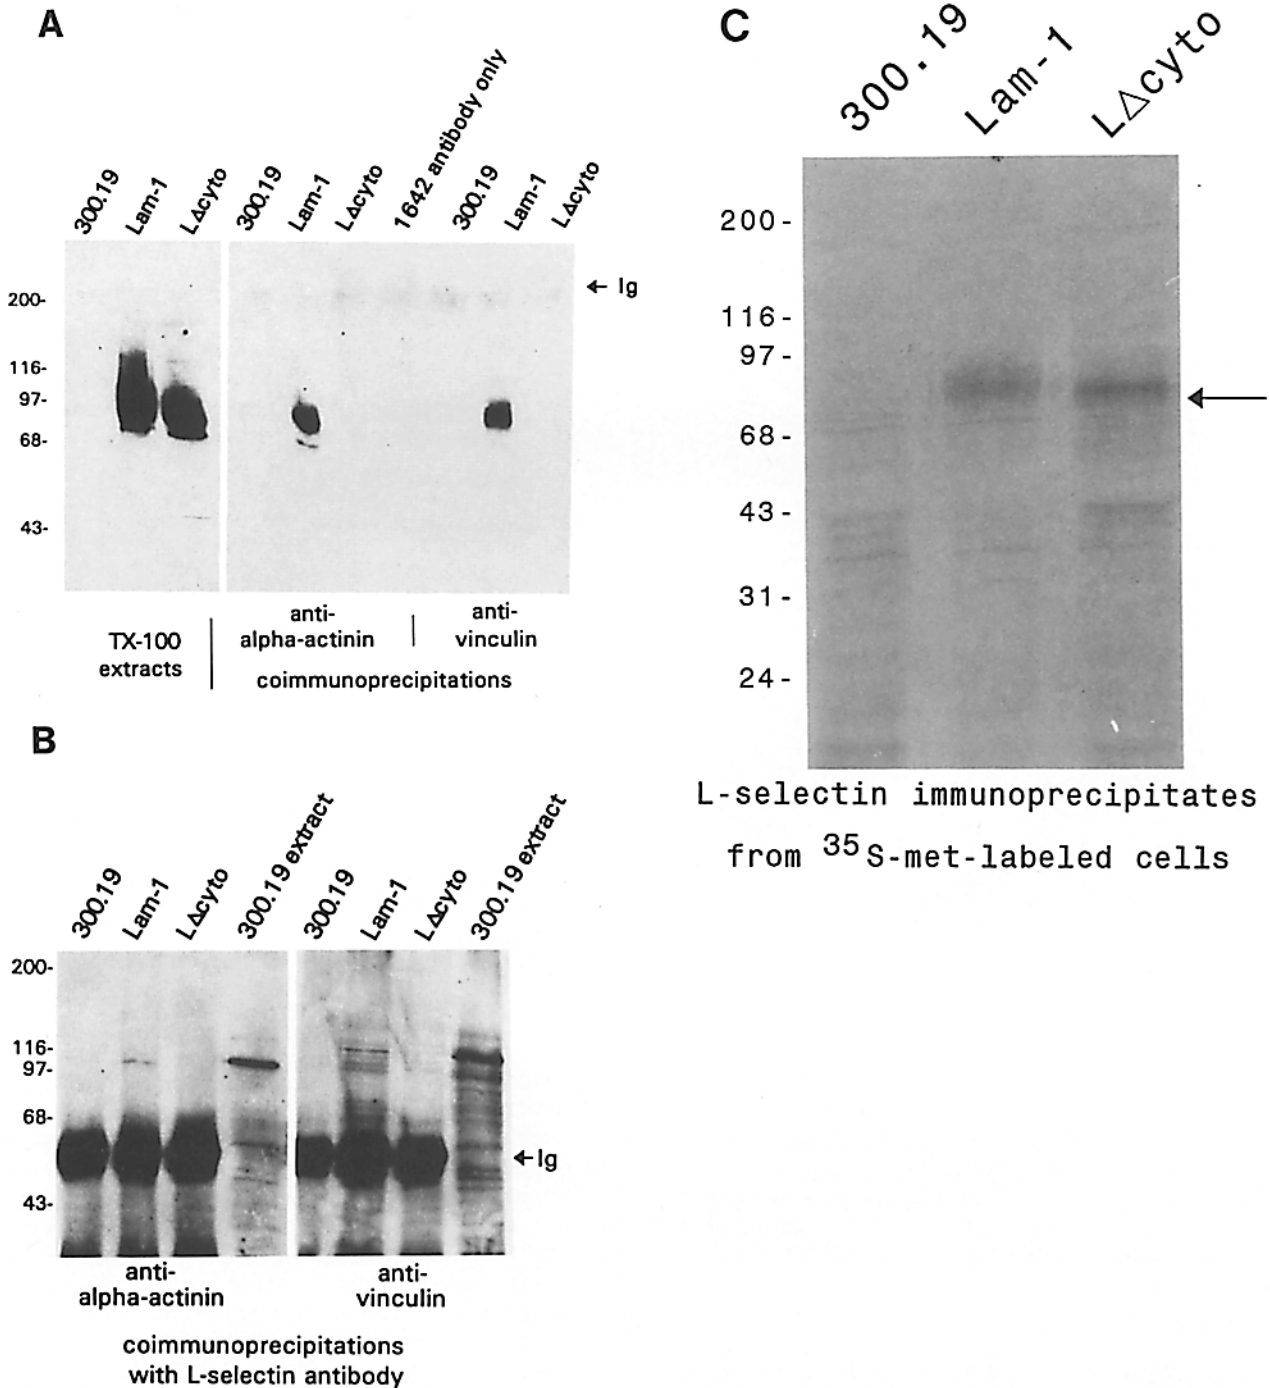 A
300.19
Lam-1
LΔcyto
300.19
Lam-1
LΔcyto
1642 antibody only
300.19
Lam-1
LΔcyto
← Ig
200-
116-
97-
68-
43-
TX-100
extracts
anti-
alpha-actinin
anti-
vinculin
coimmunoprecipitations
B
300.19
Lam-1
LΔcyto
300.19 extract
300.19
Lam-1
LΔcyto
300.19 extract
200-
116-
97-
68-
43-
←Ig
anti-
alpha-actinin
anti-
vinculin
coimmunoprecipitations
with L-selectin antibody
C
300.19
Lam-1
L△cyto
200-
116-
97-
68-
43-
31-
24-
L-selectin immunoprecipitates
from ³⁵S-met-labeled cells